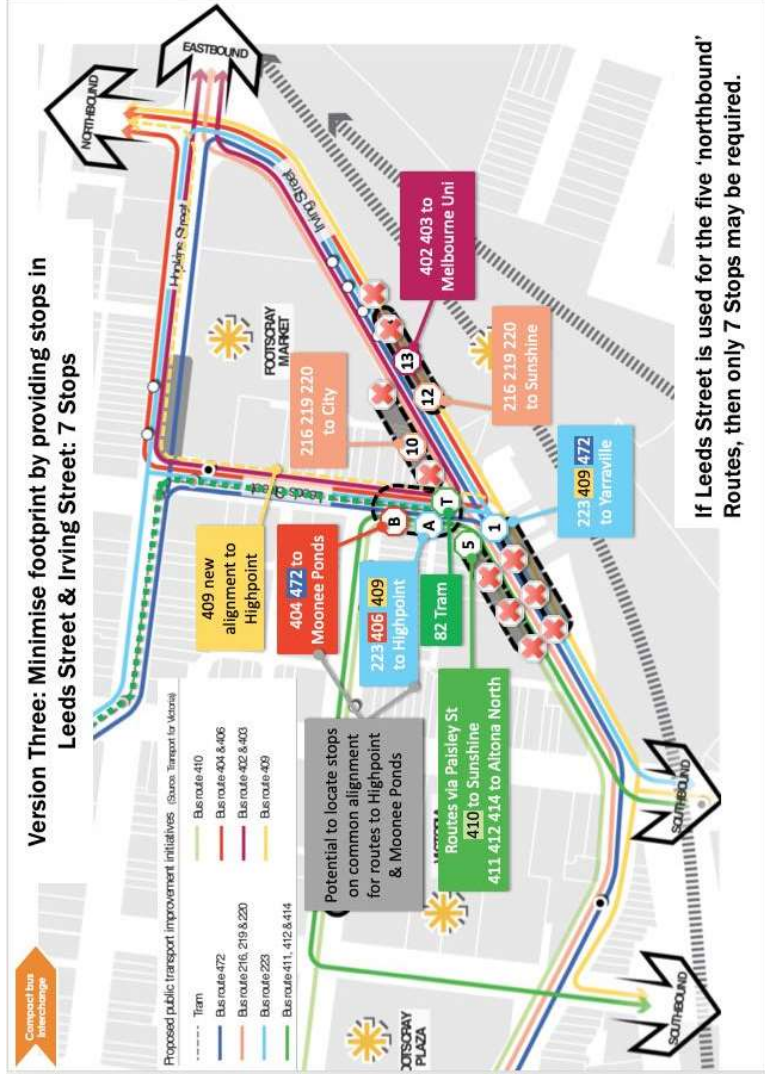 Compact bus
interchange
Version Three: Minimise footprint by providing stops in
Leeds Street & Irving Street: 7 Stops
Proposed public transport improvement initiatives (Source: Transport for Victoria)
Tram
Bus route 472
Bus route 216, 219 & 220
Bus route 223
Bus route 411, 412 & 414
Bus route 410
Bus route 404 & 406
Bus route 402 & 403
Bus route 409
NORTHBOUND
EASTBOUND
Hopkins Street
Irving Street
Leeds Street
FOOTSCRAY
MARKET
409 new
alignment to
Highpoint
216 219 220
to City
402 403 to
Melbourne Uni
404 472 to
Moonee Ponds
223 406 409
to Highpoint
82 Tram
Potential to locate stops
on common alignment
for routes to Highpoint
& Moonee Ponds
Routes via Paisley St
410 to Sunshine
411 412 414 to Altona North
223 409 472
to Yarraville
216 219 220
to Sunshine
B
A
T
10
13
12
1
5
OOTSCRAY
PLAZA
SOUTHBOUND
SOUTHBOUND
If Leeds Street is used for the five 'northbound'
Routes, then only 7 Stops may be required.